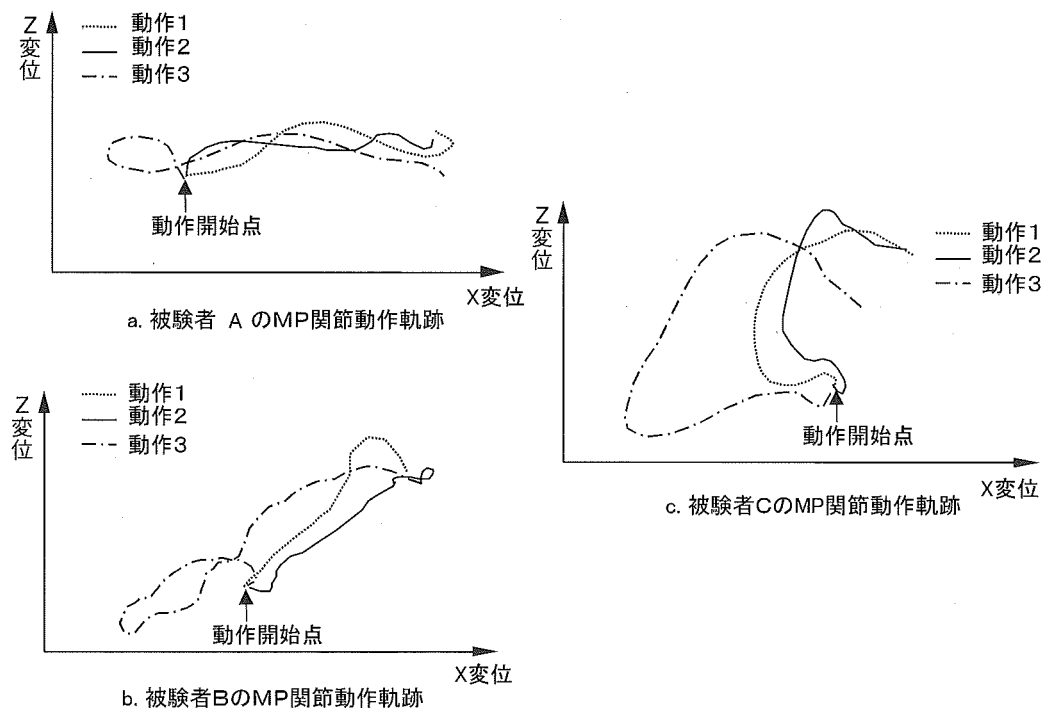 Z
変
位
動作1
動作2
動作3
動作開始点
X変位
a. 被験者 A のMP関節動作軌跡
Z
変
位
動作1
動作2
動作3
動作開始点
X変位
b. 被験者BのMP関節動作軌跡
Z
変
位
動作1
動作2
動作3
動作開始点
X変位
c. 被験者CのMP関節動作軌跡